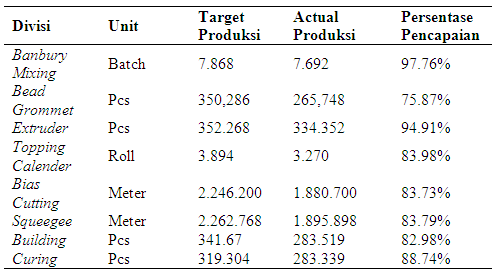 Divisi Unit Target Produksi Actual Produksi Persentase Pencapaian
Banbury Mixing Batch 7.868 7.692 97.76%
Bead Grommet Pcs 350,286 265,748 75.87%
Extruder Pcs 352.268 334.352 94.91%
Topping Calender Roll 3.894 3.270 83.98%
Bias Cutting Meter 2.246.200 1.880.700 83.73%
Squeegee Meter 2.262.768 1.895.898 83.79%
Building Pcs 341.67 283.519 82.98%
Curing Pcs 319.304 283.339 88.74%